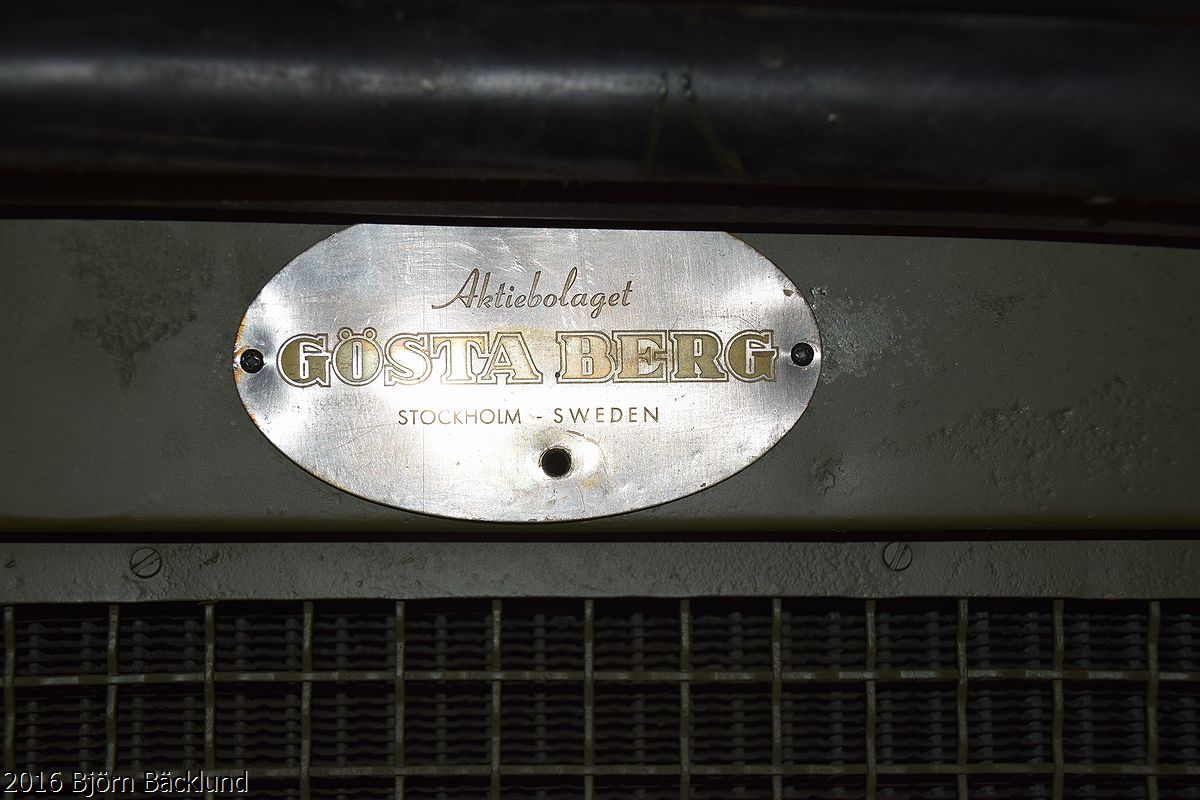 Aktiebolaget
GÖSTA BERG
STOCKHOLM - SWEDEN
2016 Björn Bäcklund